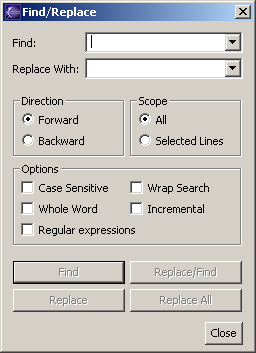 Find/Replace
Find:
Replace With:
Direction
Forward
Backward
Scope
All
Selected Lines
Options
Case Sensitive
Wrap Search
Whole Word
Incremental
Regular expressions
Find
Replace/Find
Replace
Replace All
Close